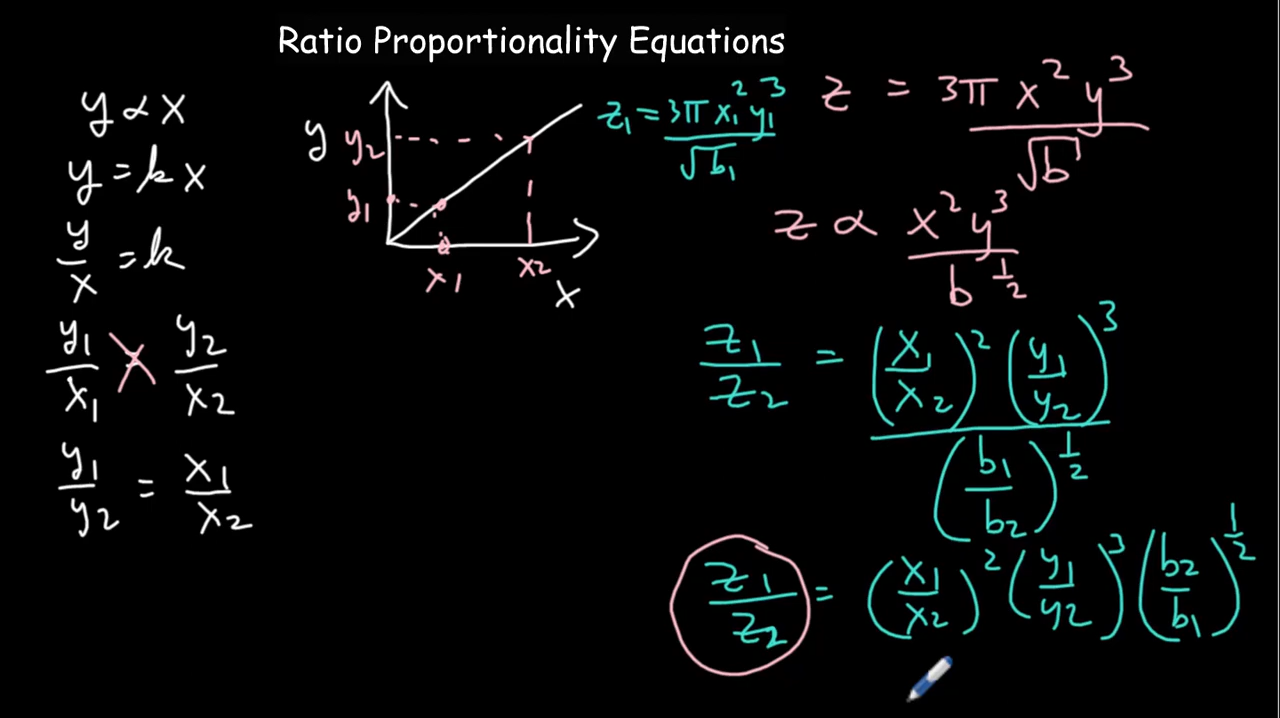 Ratio Proportionality Equations
y ∝ x
y = kx
y/x = k
y₁/x₁ y₂/x₂
y₁/y₂ = x₁/x₂
y
y₂
y₁
x₁ x₂
x
z₁ = 3π x₁² y₁³ / √b₁
z = 3π x² y³ / √b
z ∝ x² y³ / b^(1/2)
z₁/z₂ = (x₁/x₂)² (y₁/y₂)³ / (b₁/b₂)^(1/2)
z₁/z₂ = (x₁/x₂)² (y₁/y₂)³ (b₂/b₁)^(1/2)